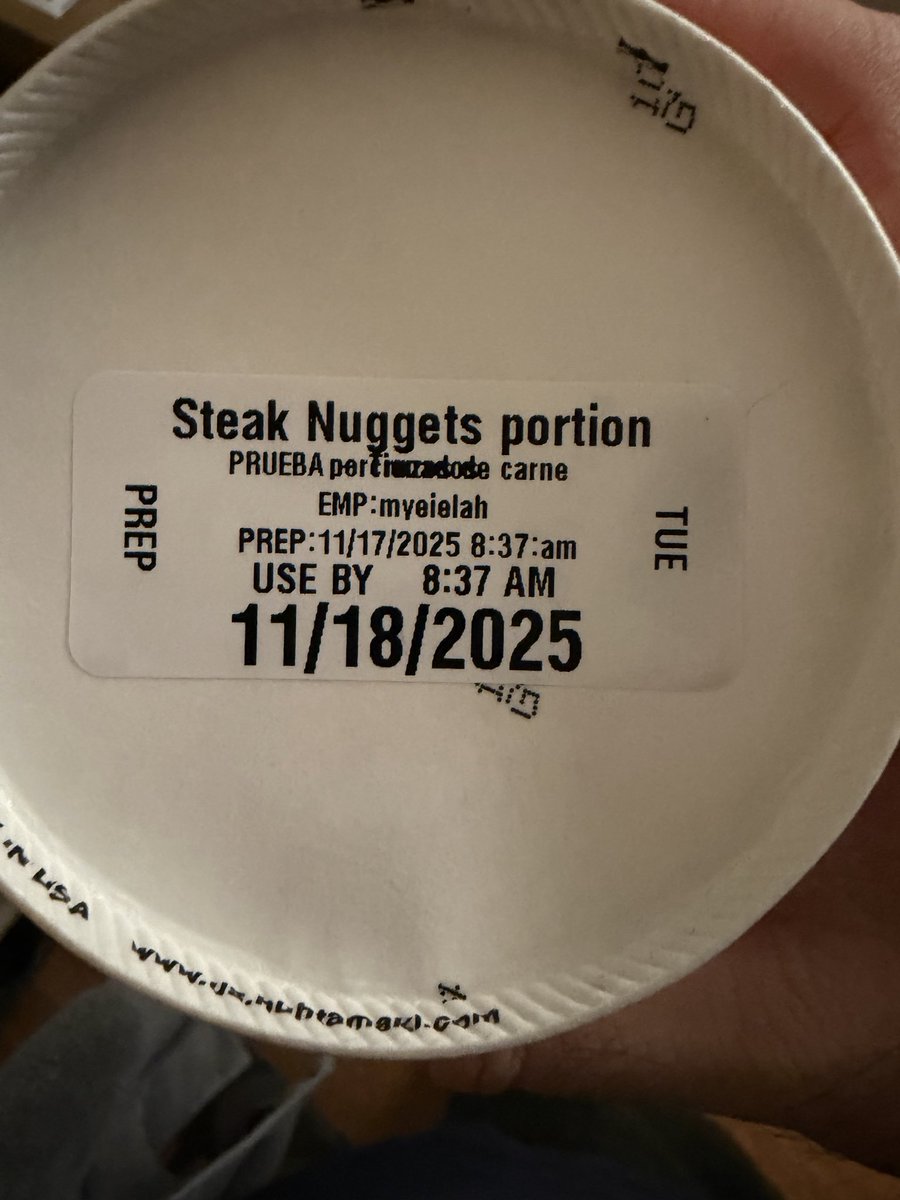 Steak Nuggets portion
PRUEBA de carne
EMP:myeielah
PREP
TUE
PREP:11/17/2025 8:37:am
USE BY 8:37 AM
11/18/2025
IN USA